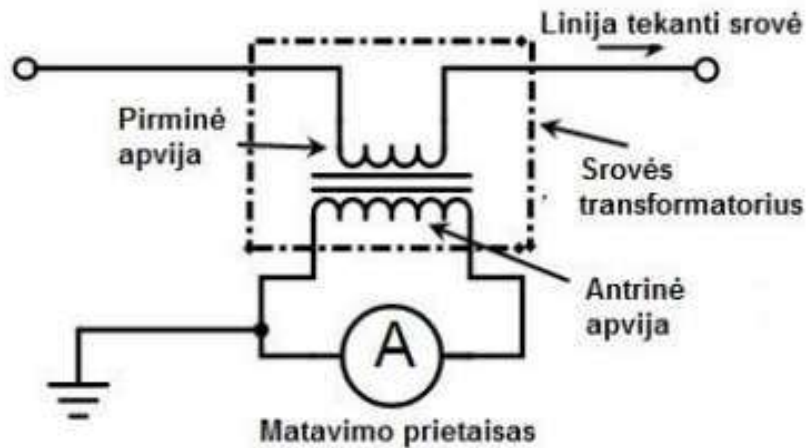 Linija tekanti srovė
Pirminė
apvija
Srovės
transformatorius
Antrinė
apvija
A
Matavimo prietaisas